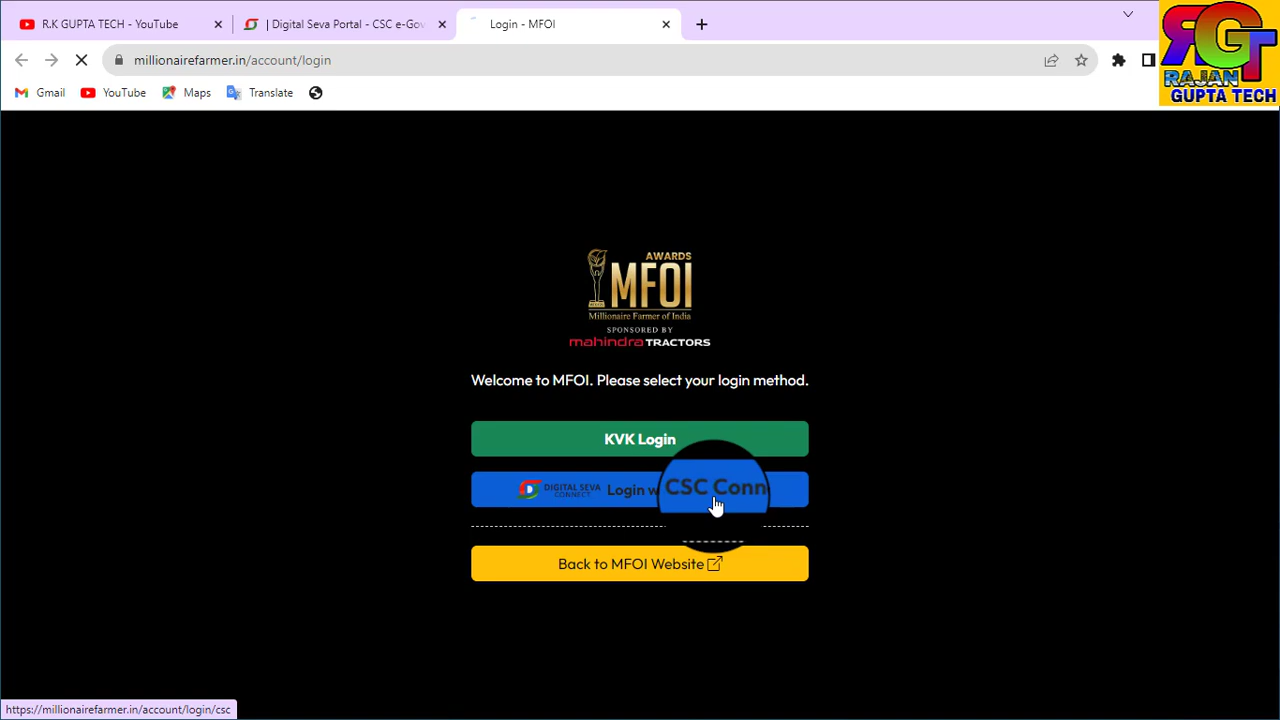 R.K GUPTA TECH - YouTube
| Digital Seva Portal - CSC e-Gov
Login - MFOI
millionairefarmer.in/account/login
Gmail
YouTube
Maps
Translate
RGT
RAJAN
GUPTA TECH
AWARDS
MFOI
Millionaire Farmer of India
SPONSORED BY
mahindra TRACTORS
Welcome to MFOI. Please select your login method.
KVK Login
DIGITAL SEVA
CONNECT
Login w CSC Conn
Back to MFOI Website
https://millionairefarmer.in/account/login/csc